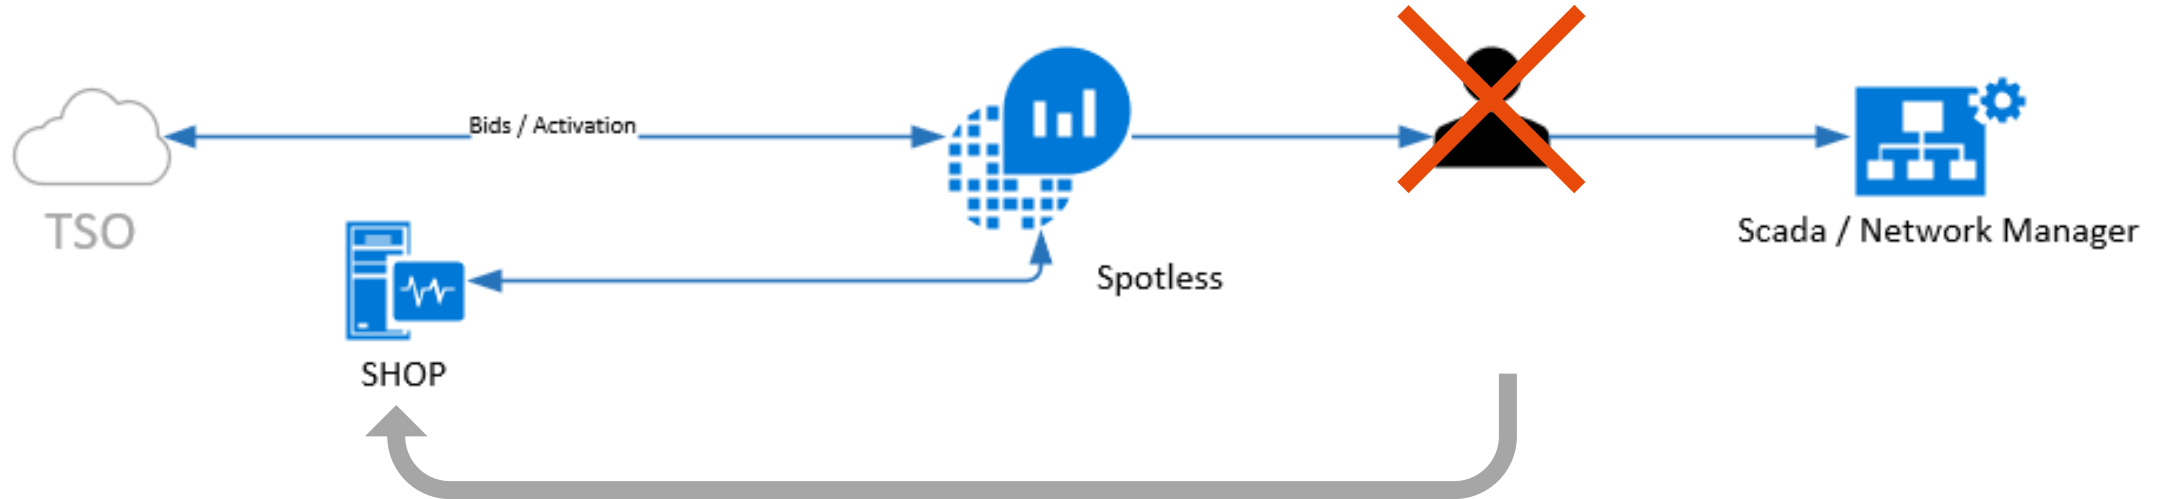 Bids / Activation
TSO
Scada / Network Manager
Spotless
SHOP